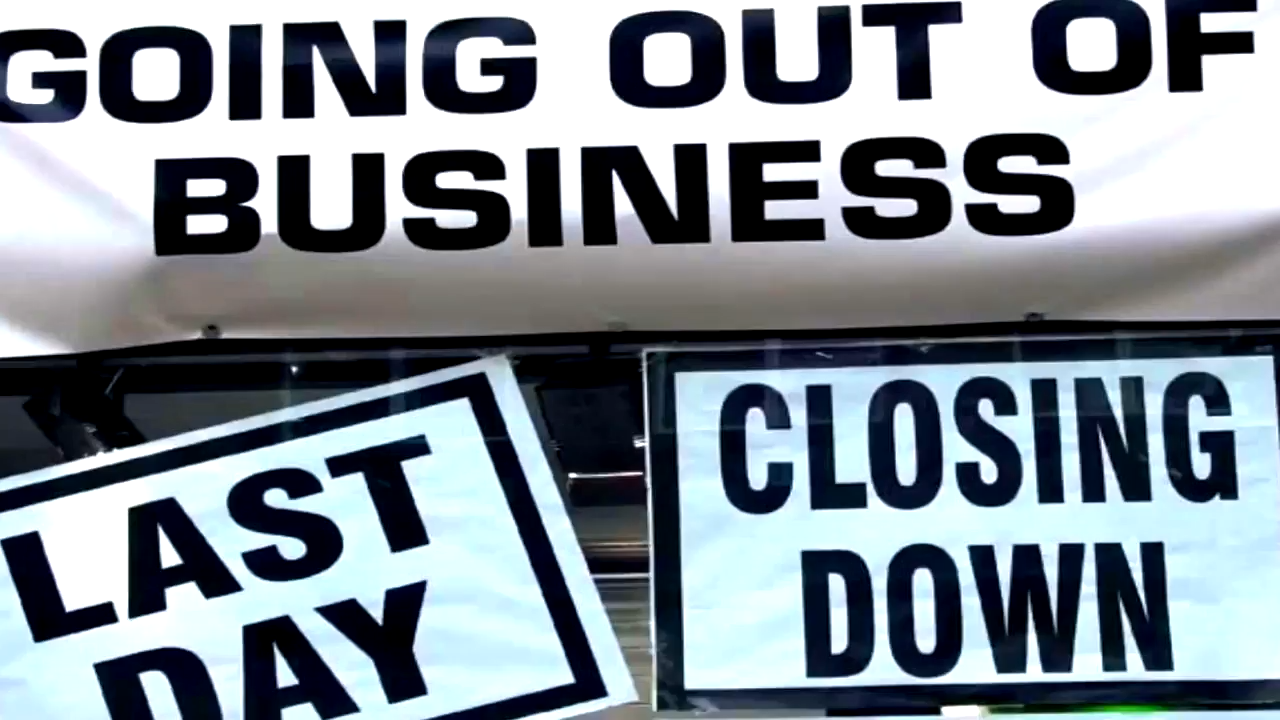 GOING OUT OF
BUSINESS
LAST
DAY
CLOSING
DOWN